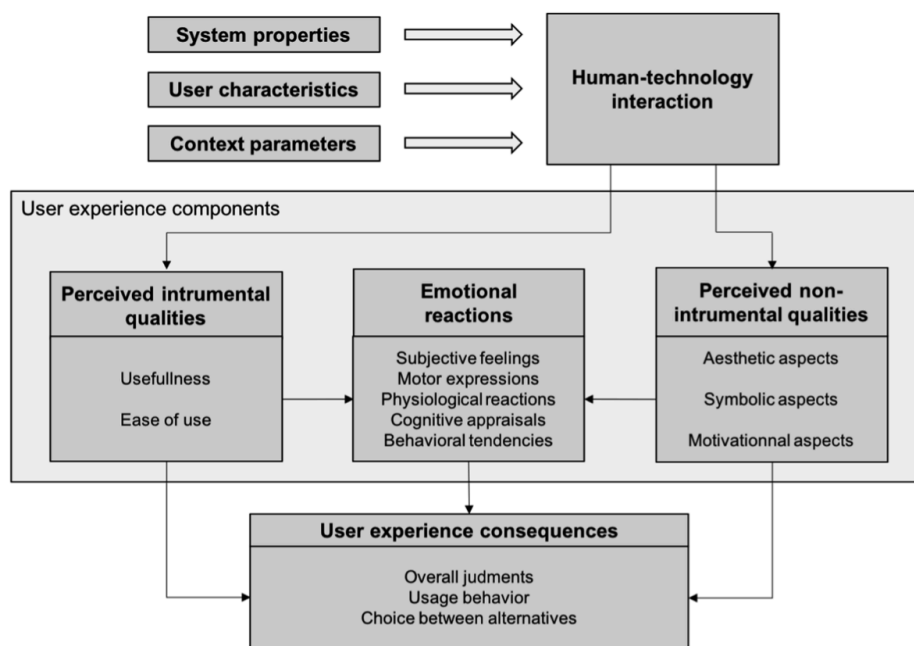 System properties
User characteristics
Context parameters
Human-technology
interaction
User experience components
Perceived intrumental
qualities
Usefullness
Ease of use
Emotional
reactions
Subjective feelings
Motor expressions
Physiological reactions
Cognitive appraisals
Behavioral tendencies
Perceived non-
intrumental qualities
Aesthetic aspects
Symbolic aspects
Motivationnal aspects
User experience consequences
Overall judments
Usage behavior
Choice between alternatives